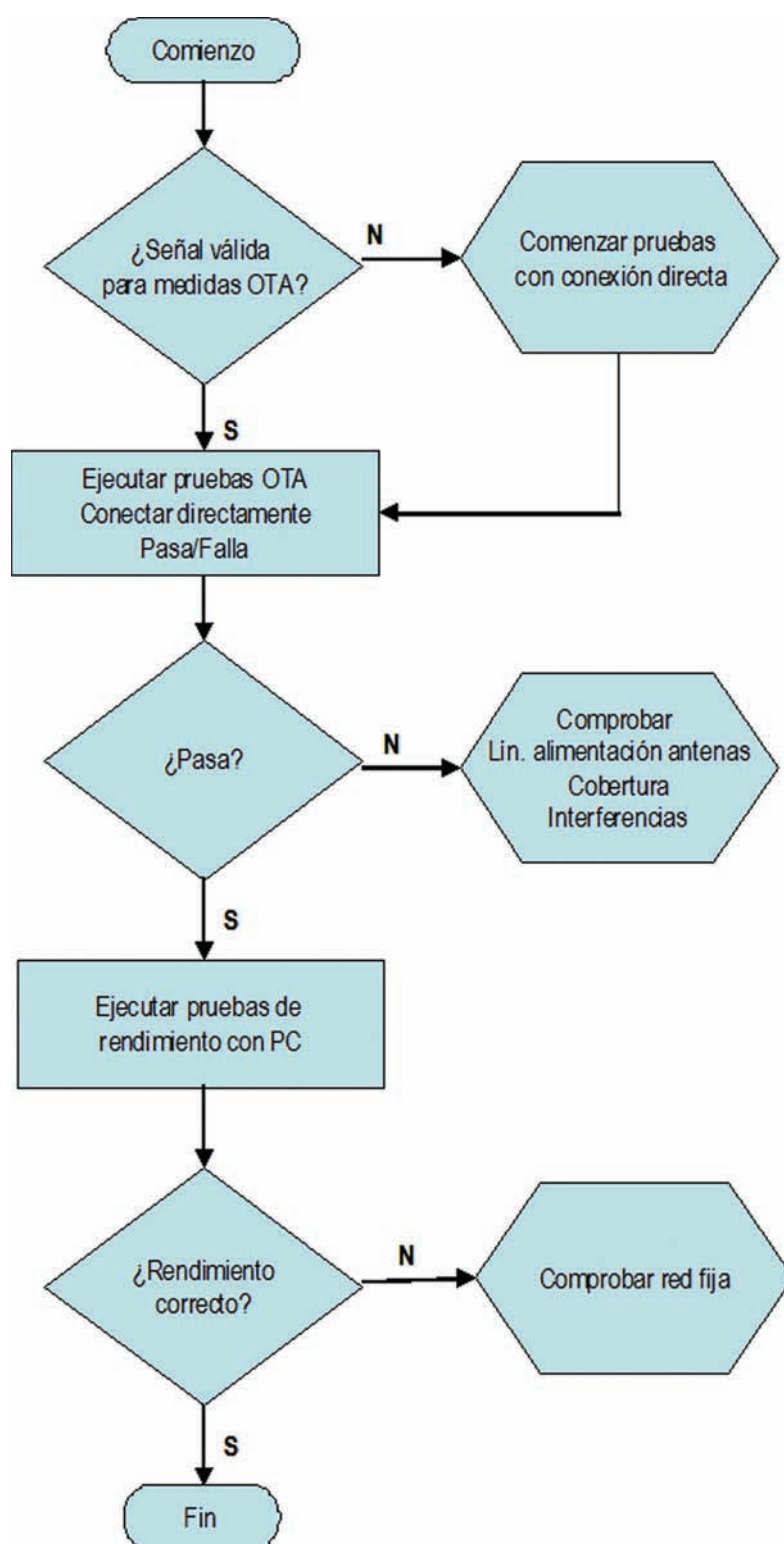 Comienzo
¿Señal válida
para medidas OTA?
N
Comenzar pruebas
con conexión directa
S
Ejecutar pruebas OTA
Conectar directamente
Pasa/Falla
¿Pasa?
N
Comprobar
Lin. alimentación antenas
Cobertura
Interferencias
S
Ejecutar pruebas de
rendimiento con PC
¿Rendimiento
correcto?
N
Comprobar red fija
S
Fin